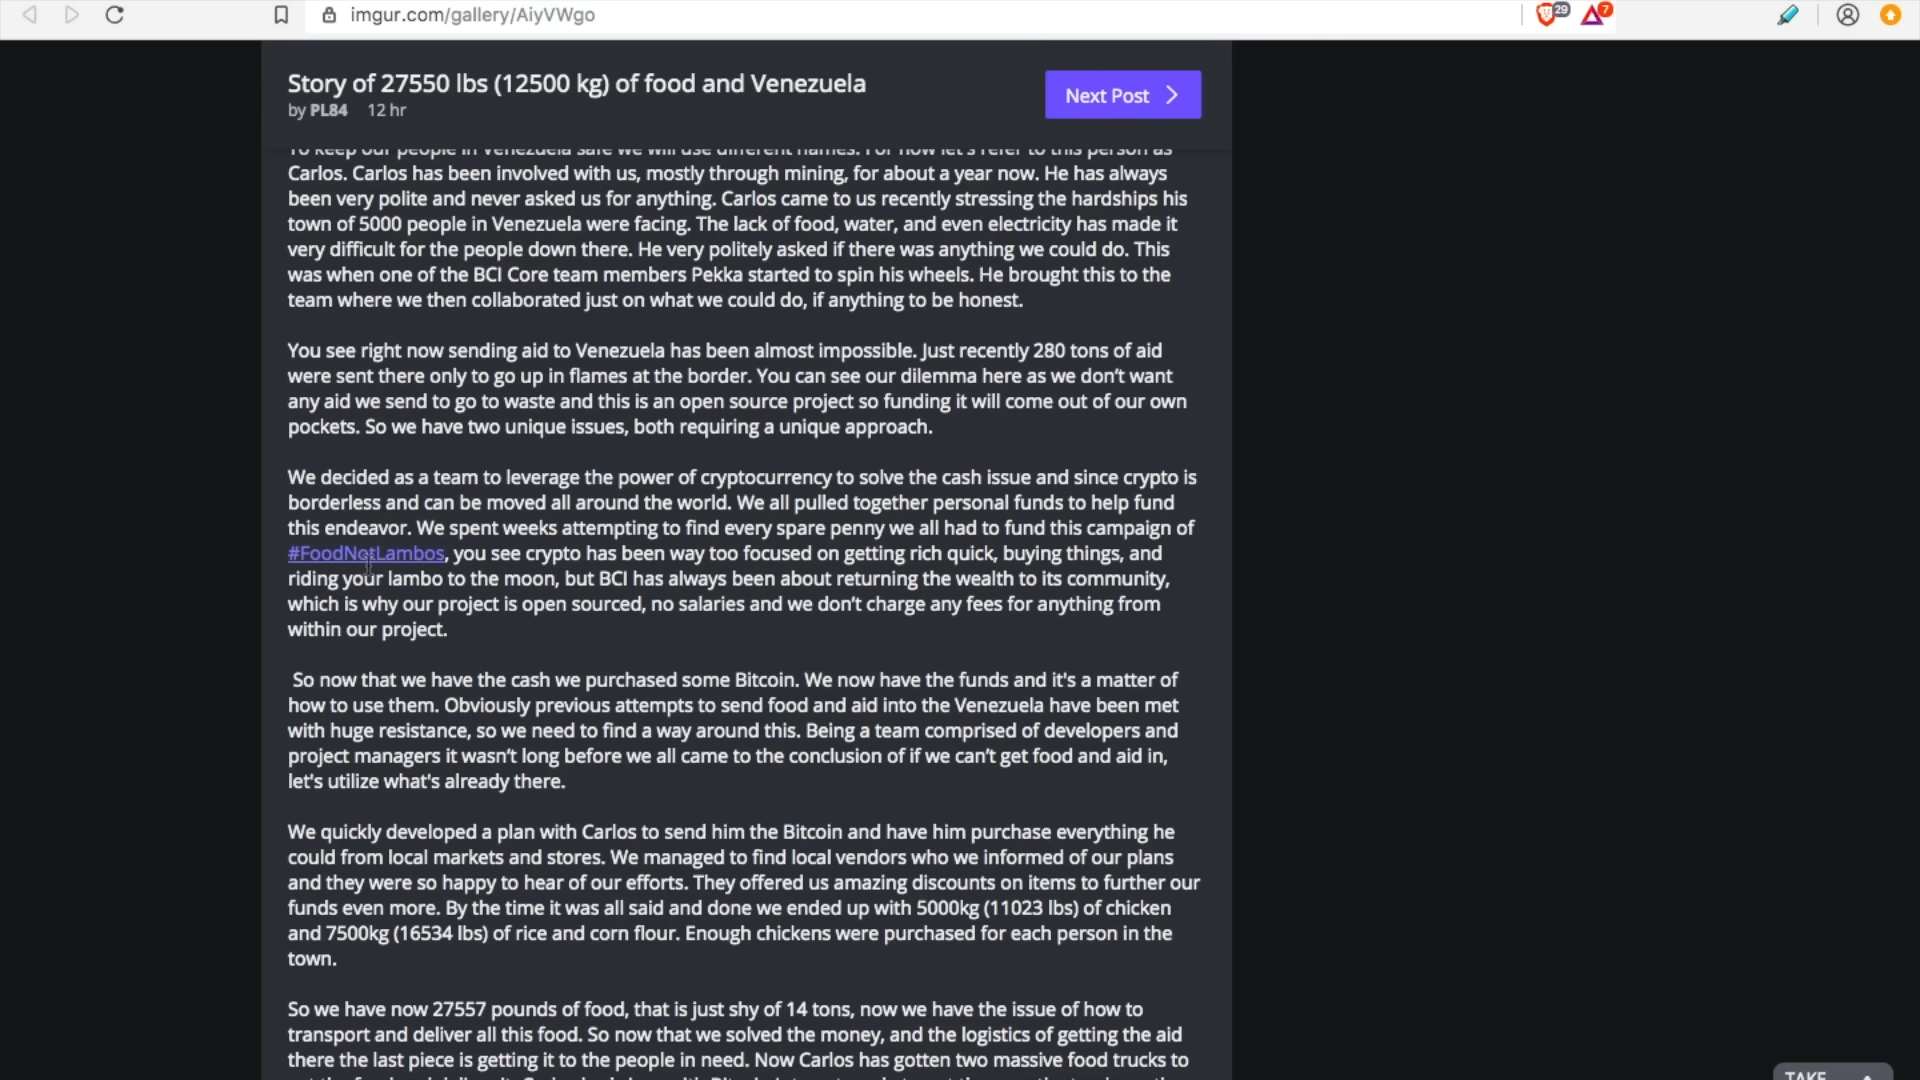 imgur.com/gallery/AiyVWgo
29
7
Story of 27550 lbs (12500 kg) of food and Venezuela
by PL84 12 hr
Next Post
To keep our people in Venezuela safe we will use different names. For now let's refer to this person as
Carlos. Carlos has been involved with us, mostly through mining, for about a year now. He has always
been very polite and never asked us for anything. Carlos came to us recently stressing the hardships his
town of 5000 people in Venezuela were facing. The lack of food, water, and even electricity has made it
very difficult for the people down there. He very politely asked if there was anything we could do. This
was when one of the BCI Core team members Pekka started to spin his wheels. He brought this to the
team where we then collaborated just on what we could do, if anything to be honest.
You see right now sending aid to Venezuela has been almost impossible. Just recently 280 tons of aid
were sent there only to go up in flames at the border. You can see our dilemma here as we don't want
any aid we send to go to waste and this is an open source project so funding it will come out of our own
pockets. So we have two unique issues, both requiring a unique approach.
We decided as a team to leverage the power of cryptocurrency to solve the cash issue and since crypto is
borderless and can be moved all around the world. We all pulled together personal funds to help fund
this endeavor. We spent weeks attempting to find every spare penny we all had to fund this campaign of
#FoodNotLambos, you see crypto has been way too focused on getting rich quick, buying things, and
riding your lambo to the moon, but BCI has always been about returning the wealth to its community,
which is why our project is open sourced, no salaries and we don't charge any fees for anything from
within our project.
So now that we have the cash we purchased some Bitcoin. We now have the funds and it's a matter of
how to use them. Obviously previous attempts to send food and aid into the Venezuela have been met
with huge resistance, so we need to find a way around this. Being a team comprised of developers and
project managers it wasn't long before we all came to the conclusion of if we can't get food and aid in,
let's utilize what's already there.
We quickly developed a plan with Carlos to send him the Bitcoin and have him purchase everything he
could from local markets and stores. We managed to find local vendors who we informed of our plans
and they were so happy to hear of our efforts. They offered us amazing discounts on items to further our
funds even more. By the time it was all said and done we ended up with 5000kg (11023 lbs) of chicken
and 7500kg (16534 lbs) of rice and corn flour. Enough chickens were purchased for each person in the
town.
So we have now 27557 pounds of food, that is just shy of 14 tons, now we have the issue of how to
transport and deliver all this food. So now that we solved the money, and the logistics of getting the aid
there the last piece is getting it to the people in need. Now Carlos has gotten two massive food trucks to
TAKE